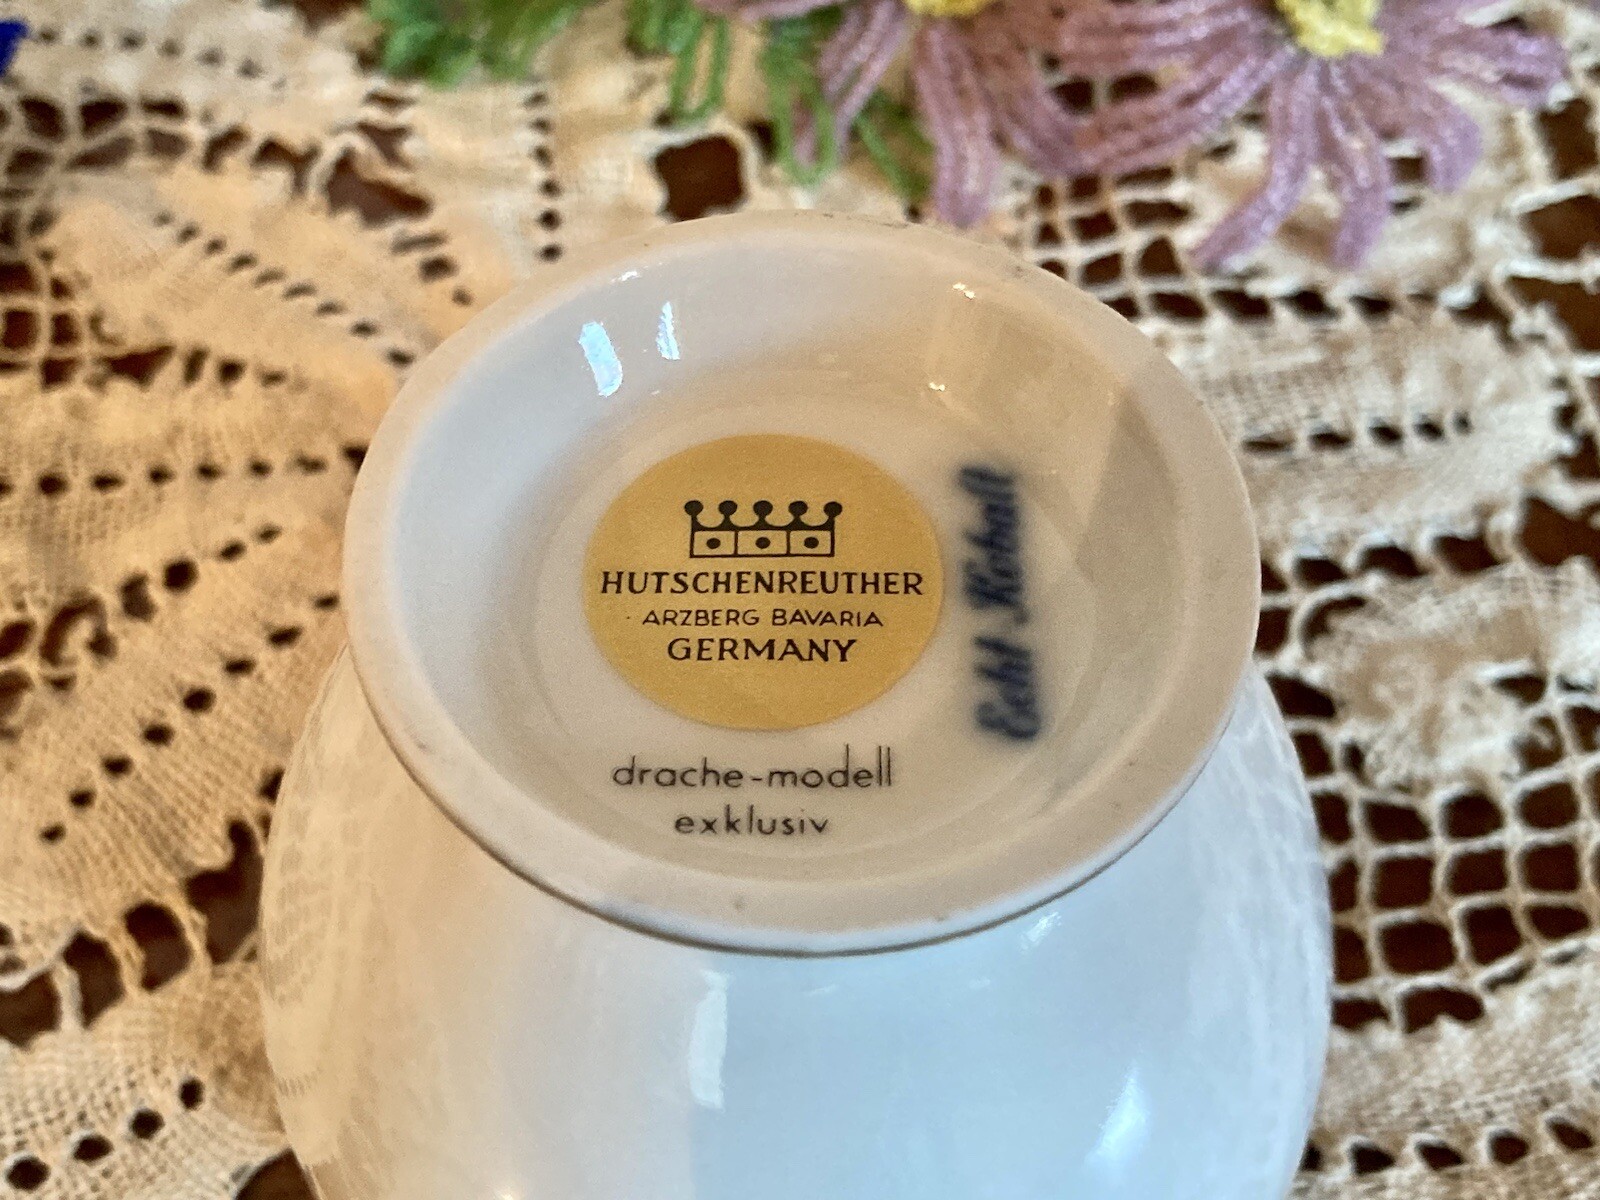 HUTSCHENREUTHER
ARZBERG BAVARIA
GERMANY
drache-modell
exklusiv
Echt Kobalt